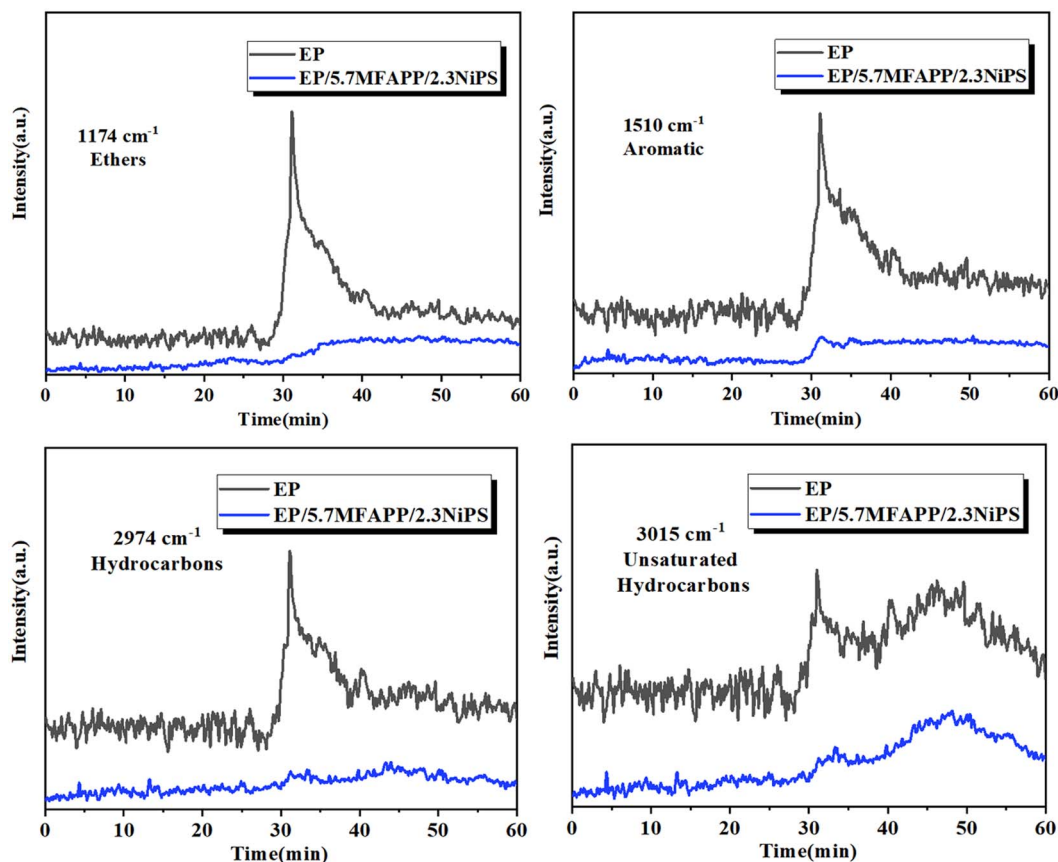 EP
EP/5.7MFAPP/2.3NiPS
1174 cm⁻¹
Ethers
Intensity(a.u.)
0 10 20 30 40 50 60
Time(min)
EP
EP/5.7MFAPP/2.3NiPS
1510 cm⁻¹
Aromatic
Intensity(a.u.)
0 10 20 30 40 50 60
Time(min)
EP
EP/5.7MFAPP/2.3NiPS
2974 cm⁻¹
Hydrocarbons
Intensity(a.u.)
0 10 20 30 40 50 60
Time(min)
EP
EP/5.7MFAPP/2.3NiPS
3015 cm⁻¹
Unsaturated
Hydrocarbons
Intensity(a.u.)
0 10 20 30 40 50 60
Time(min)